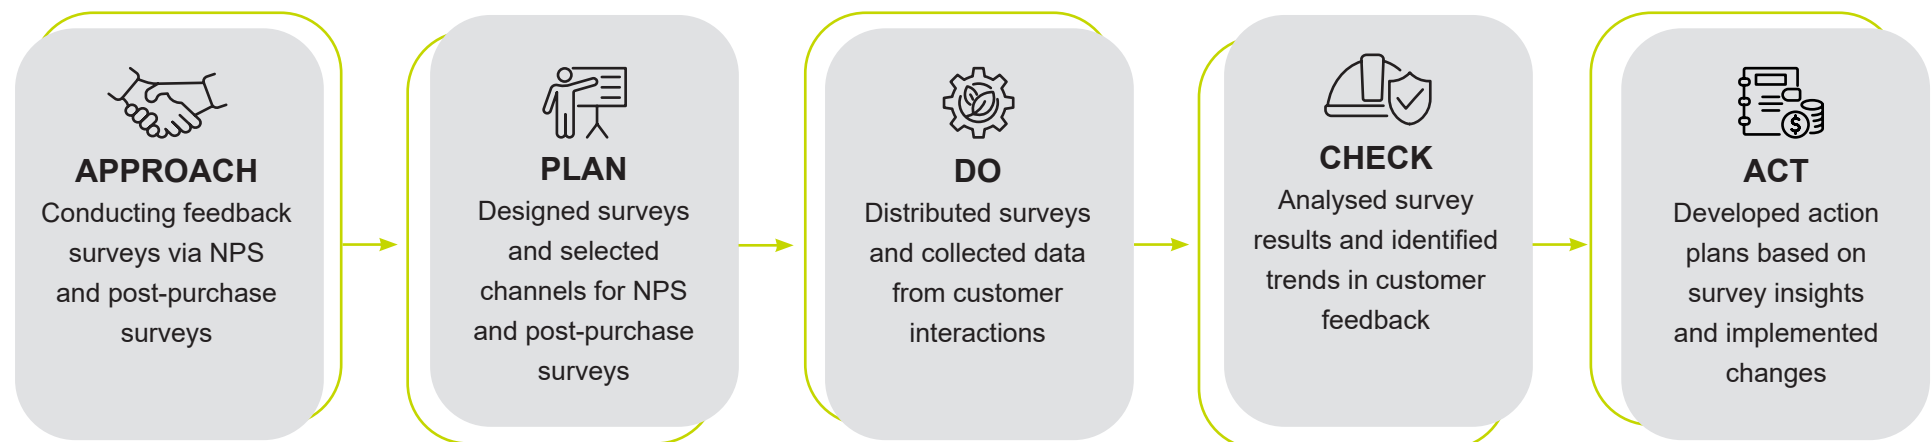 APPROACH
Conducting feedback
surveys via NPS
and post-purchase
surveys
PLAN
Designed surveys
and selected
channels for NPS
and post-purchase
surveys
DO
Distributed surveys
and collected data
from customer
interactions
CHECK
Analysed survey
results and identified
trends in customer
feedback
ACT
Developed action
plans based on
survey insights
and implemented
changes